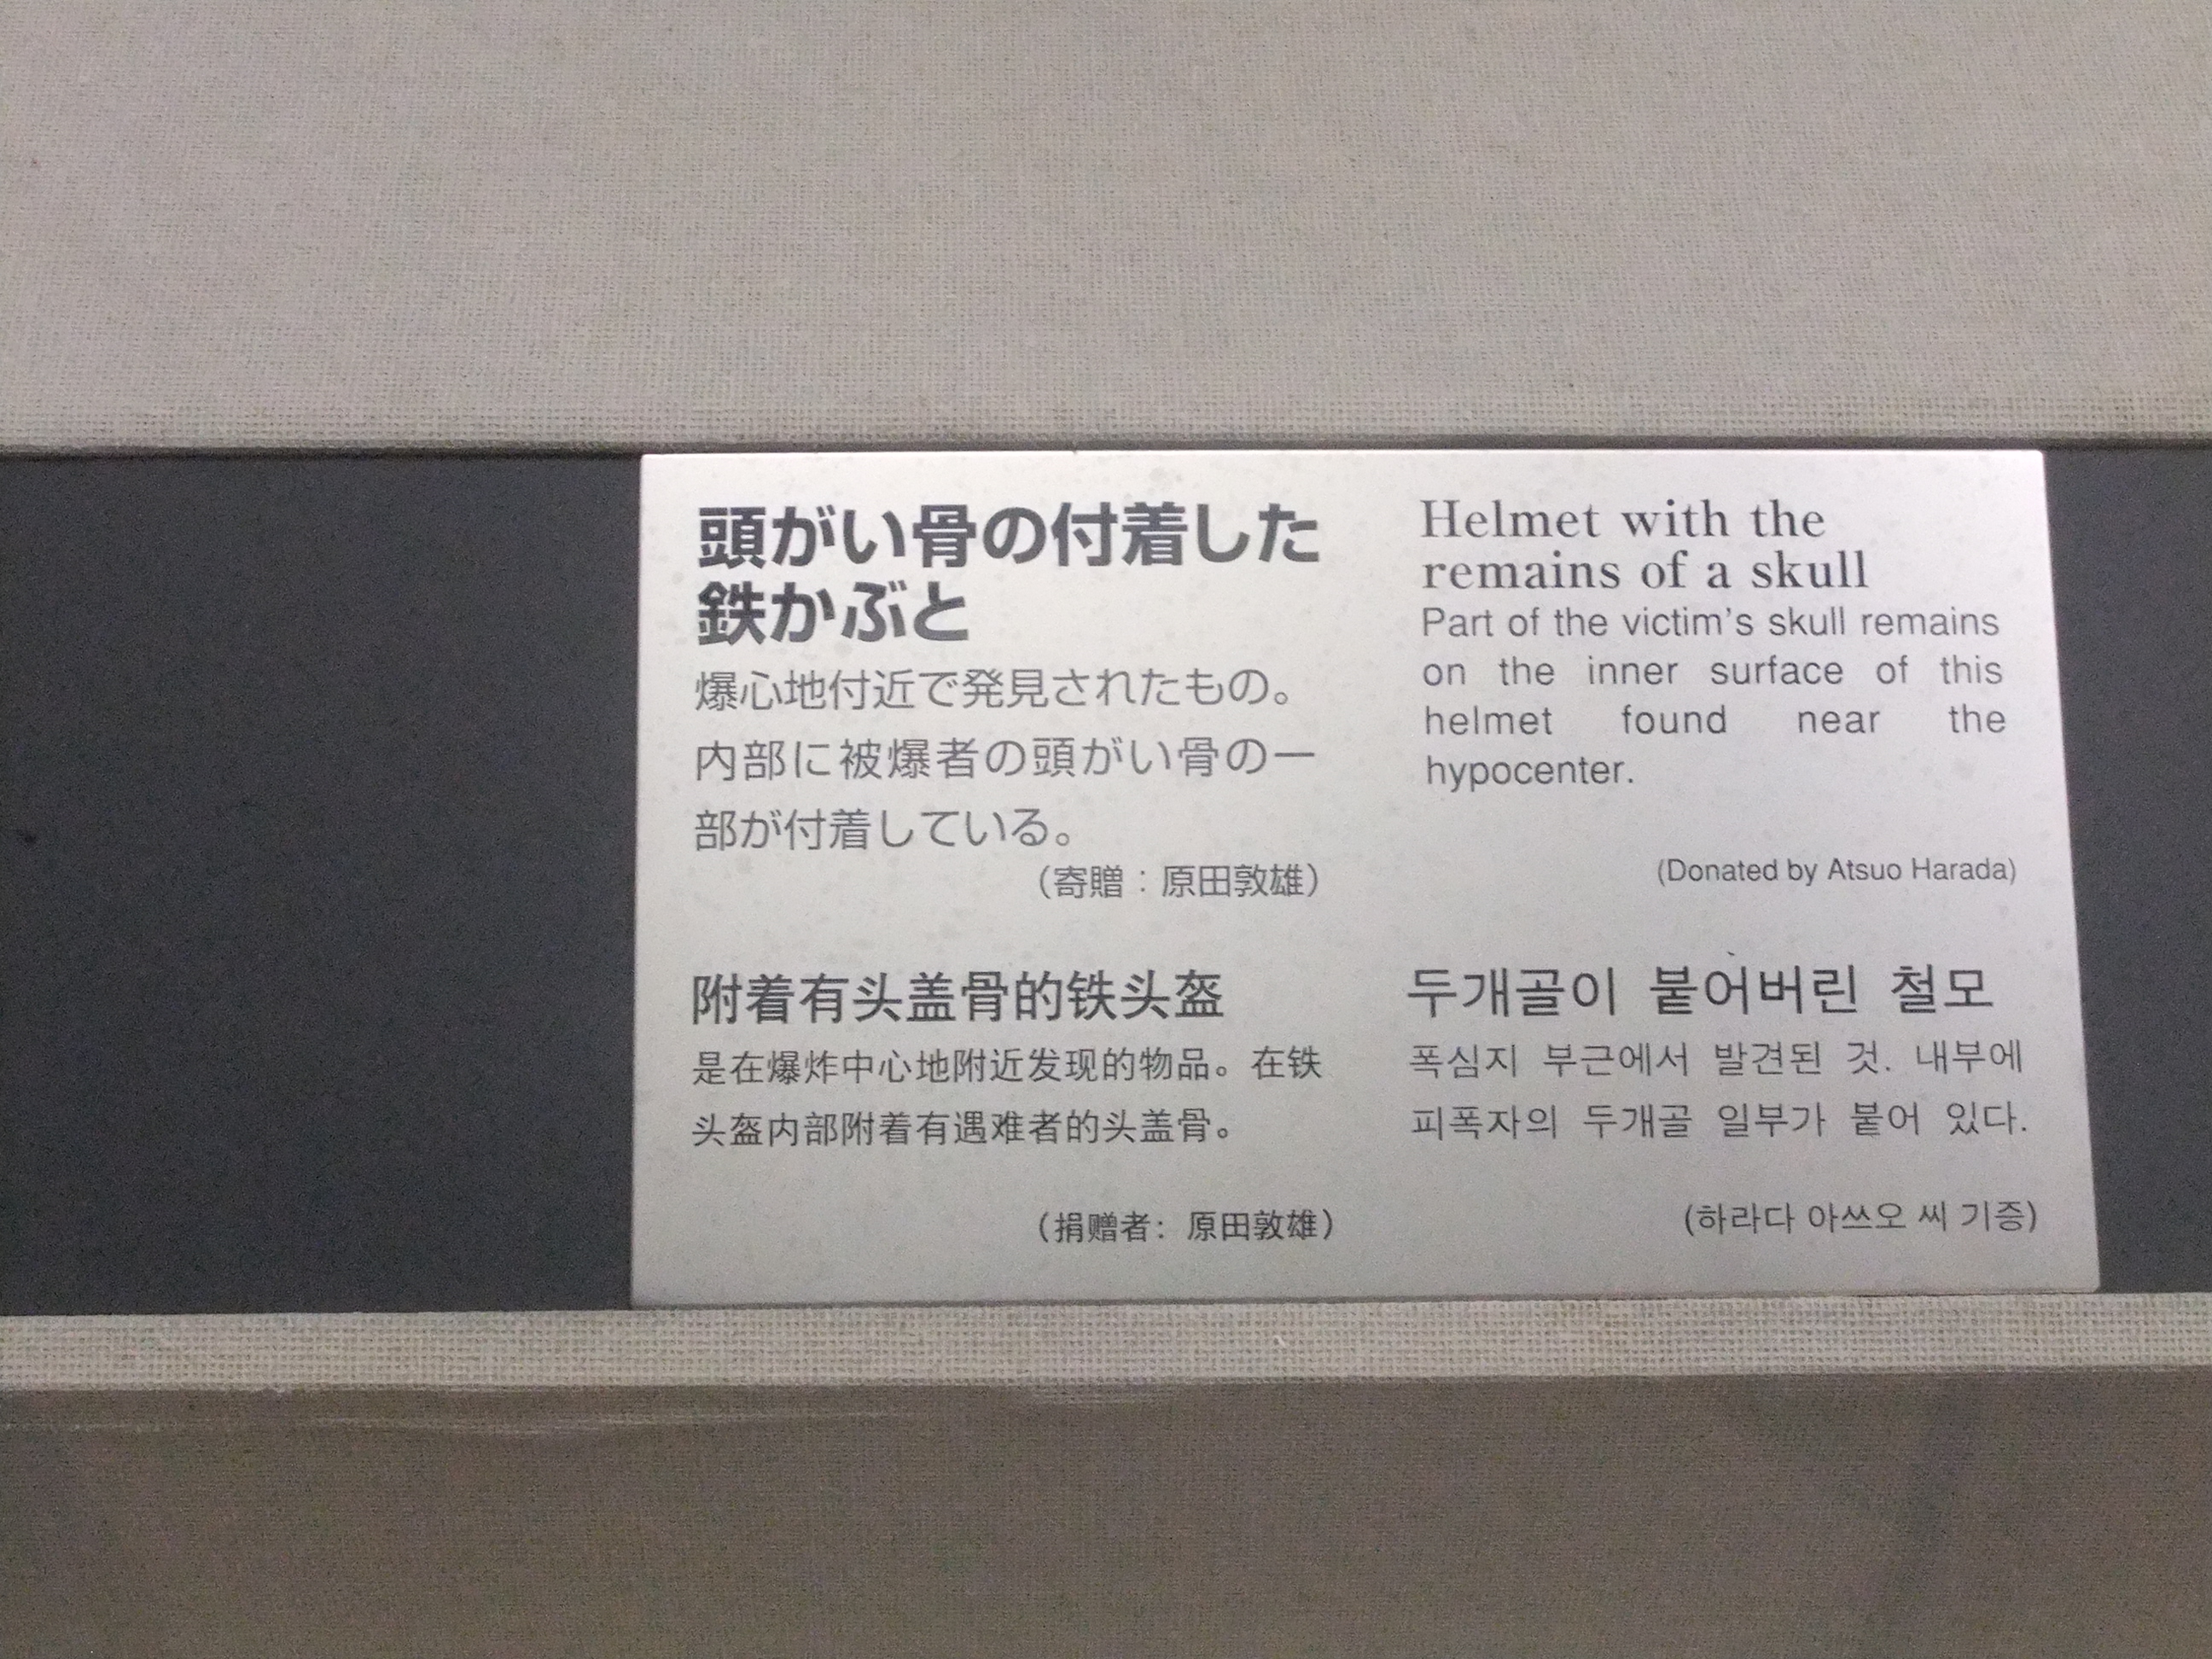 頭がい骨の付着した
鉄かぶと
爆心地付近で発見されたもの。
内部に被爆者の頭がい骨の一
部が付着している。
（寄贈：原田敦雄）
Helmet with the
remains of a skull
Part of the victim's skull remains
on the inner surface of this
helmet found near the
hypocenter.
(Donated by Atsuo Harada)
附着有头盖骨的铁头盔
是在爆炸中心地附近发现的物品。在铁
头盔内部附着有遇难者的头盖骨。
（捐赠者：原田敦雄）
두개골이 붙어버린 철모
폭심지 부근에서 발견된 것. 내부에
피폭자의 두개골 일부가 붙어 있다.
(하라다 아쓰오 씨 기증)